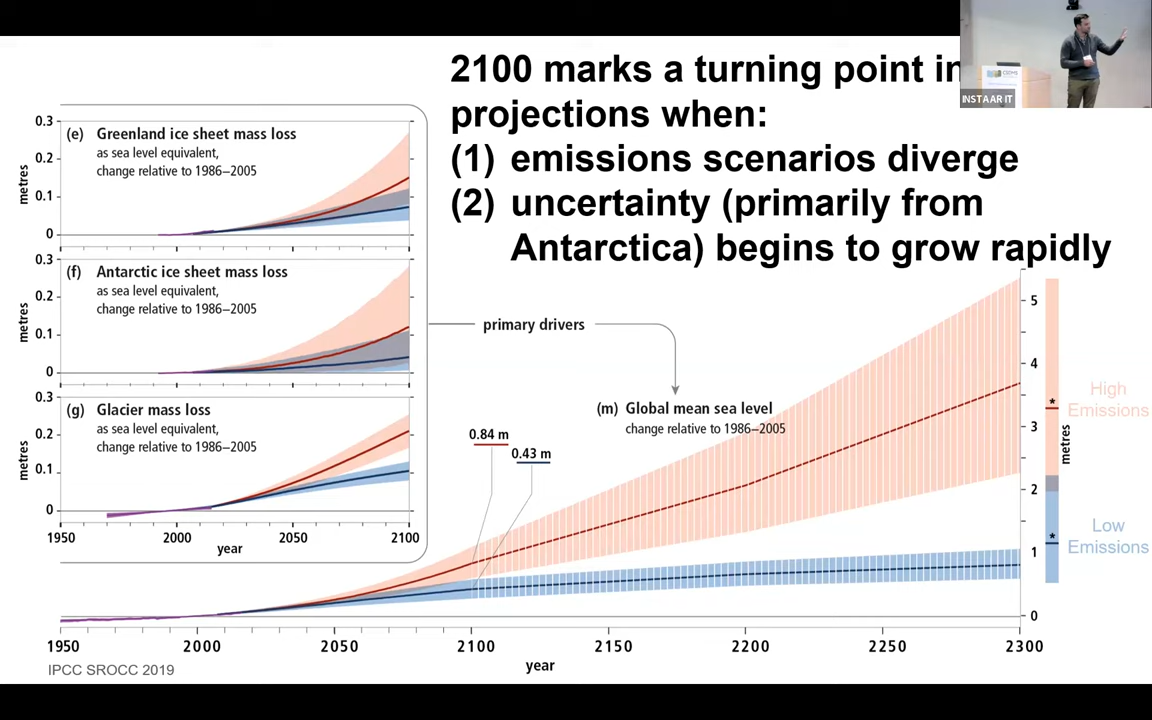 2100 marks a turning point in
projections when:
(1) emissions scenarios diverge
(2) uncertainty (primarily from
Antarctica) begins to grow rapidly
INSTAAR IT
0.3
0.2
0.1
0
metres
(e) Greenland ice sheet mass loss
as sea level equivalent,
change relative to 1986–2005
0.3
0.2
0.1
0
metres
(f) Antarctic ice sheet mass loss
as sea level equivalent,
change relative to 1986–2005
0.3
0.2
0.1
0
metres
(g) Glacier mass loss
as sea level equivalent,
change relative to 1986–2005
1950 2000 2050 2100
year
primary drivers
(m) Global mean sea level
change relative to 1986–2005
0.84 m
0.43 m
5
4
3
2
1
0
metres
*
*
High
Emissions
Low
Emissions
1950 2000 2050 2100 2150 2200 2250 2300
year
IPCC SROCC 2019